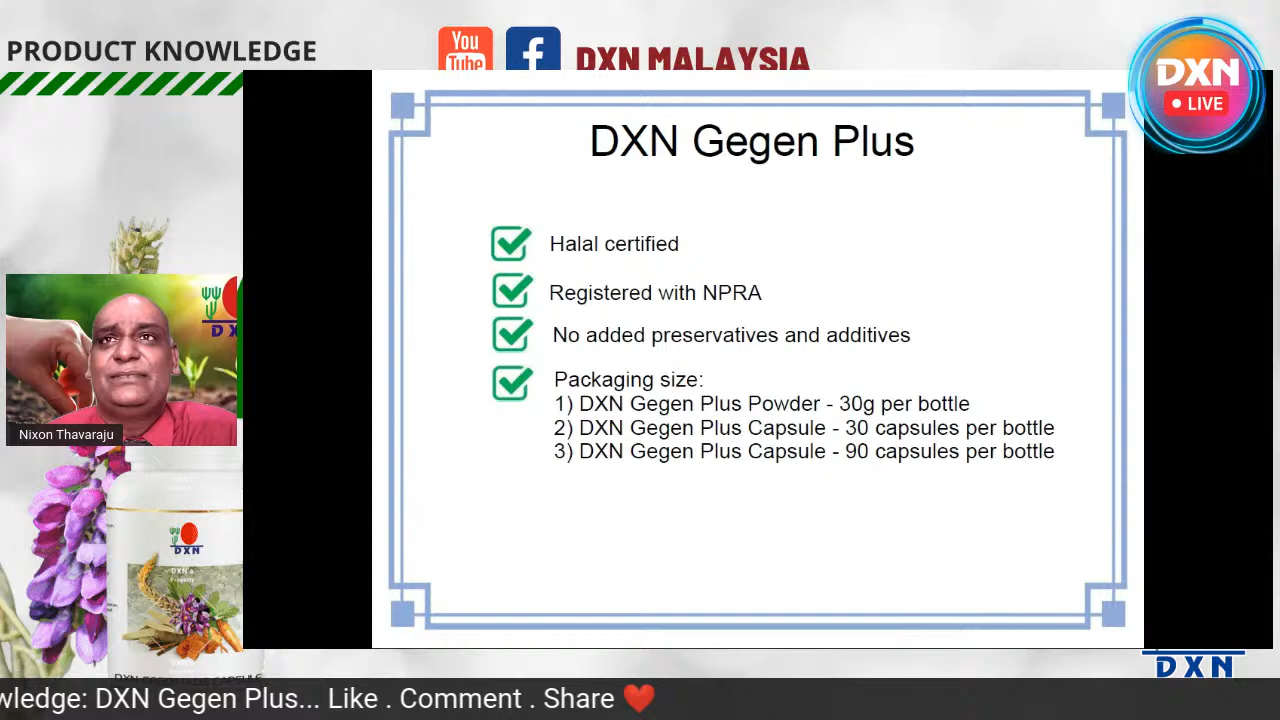 PRODUCT KNOWLEDGE
You
Tube
f
DXN MALAYSIA
DXN
LIVE
DXN Gegen Plus
Halal certified
Registered with NPRA
No added preservatives and additives
Packaging size:
1) DXN Gegen Plus Powder - 30g per bottle
2) DXN Gegen Plus Capsule - 30 capsules per bottle
3) DXN Gegen Plus Capsule - 90 capsules per bottle
D X
Nixon Thavaraju
DXN
DXN's
Property
DXN
wledge: DXN Gegen Plus... Like . Comment . Share